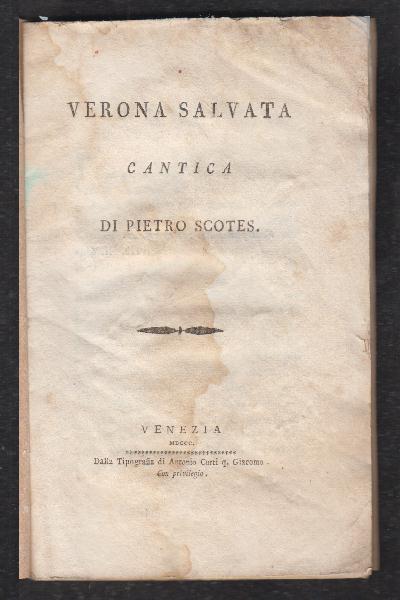 VERONA SALVATA
CANTICA
DI PIETRO SCOTES.
VENEZIA
MDCCC.
Dalla Tipografia di Antonio Curti q. Giacomo.
Con privilegio.